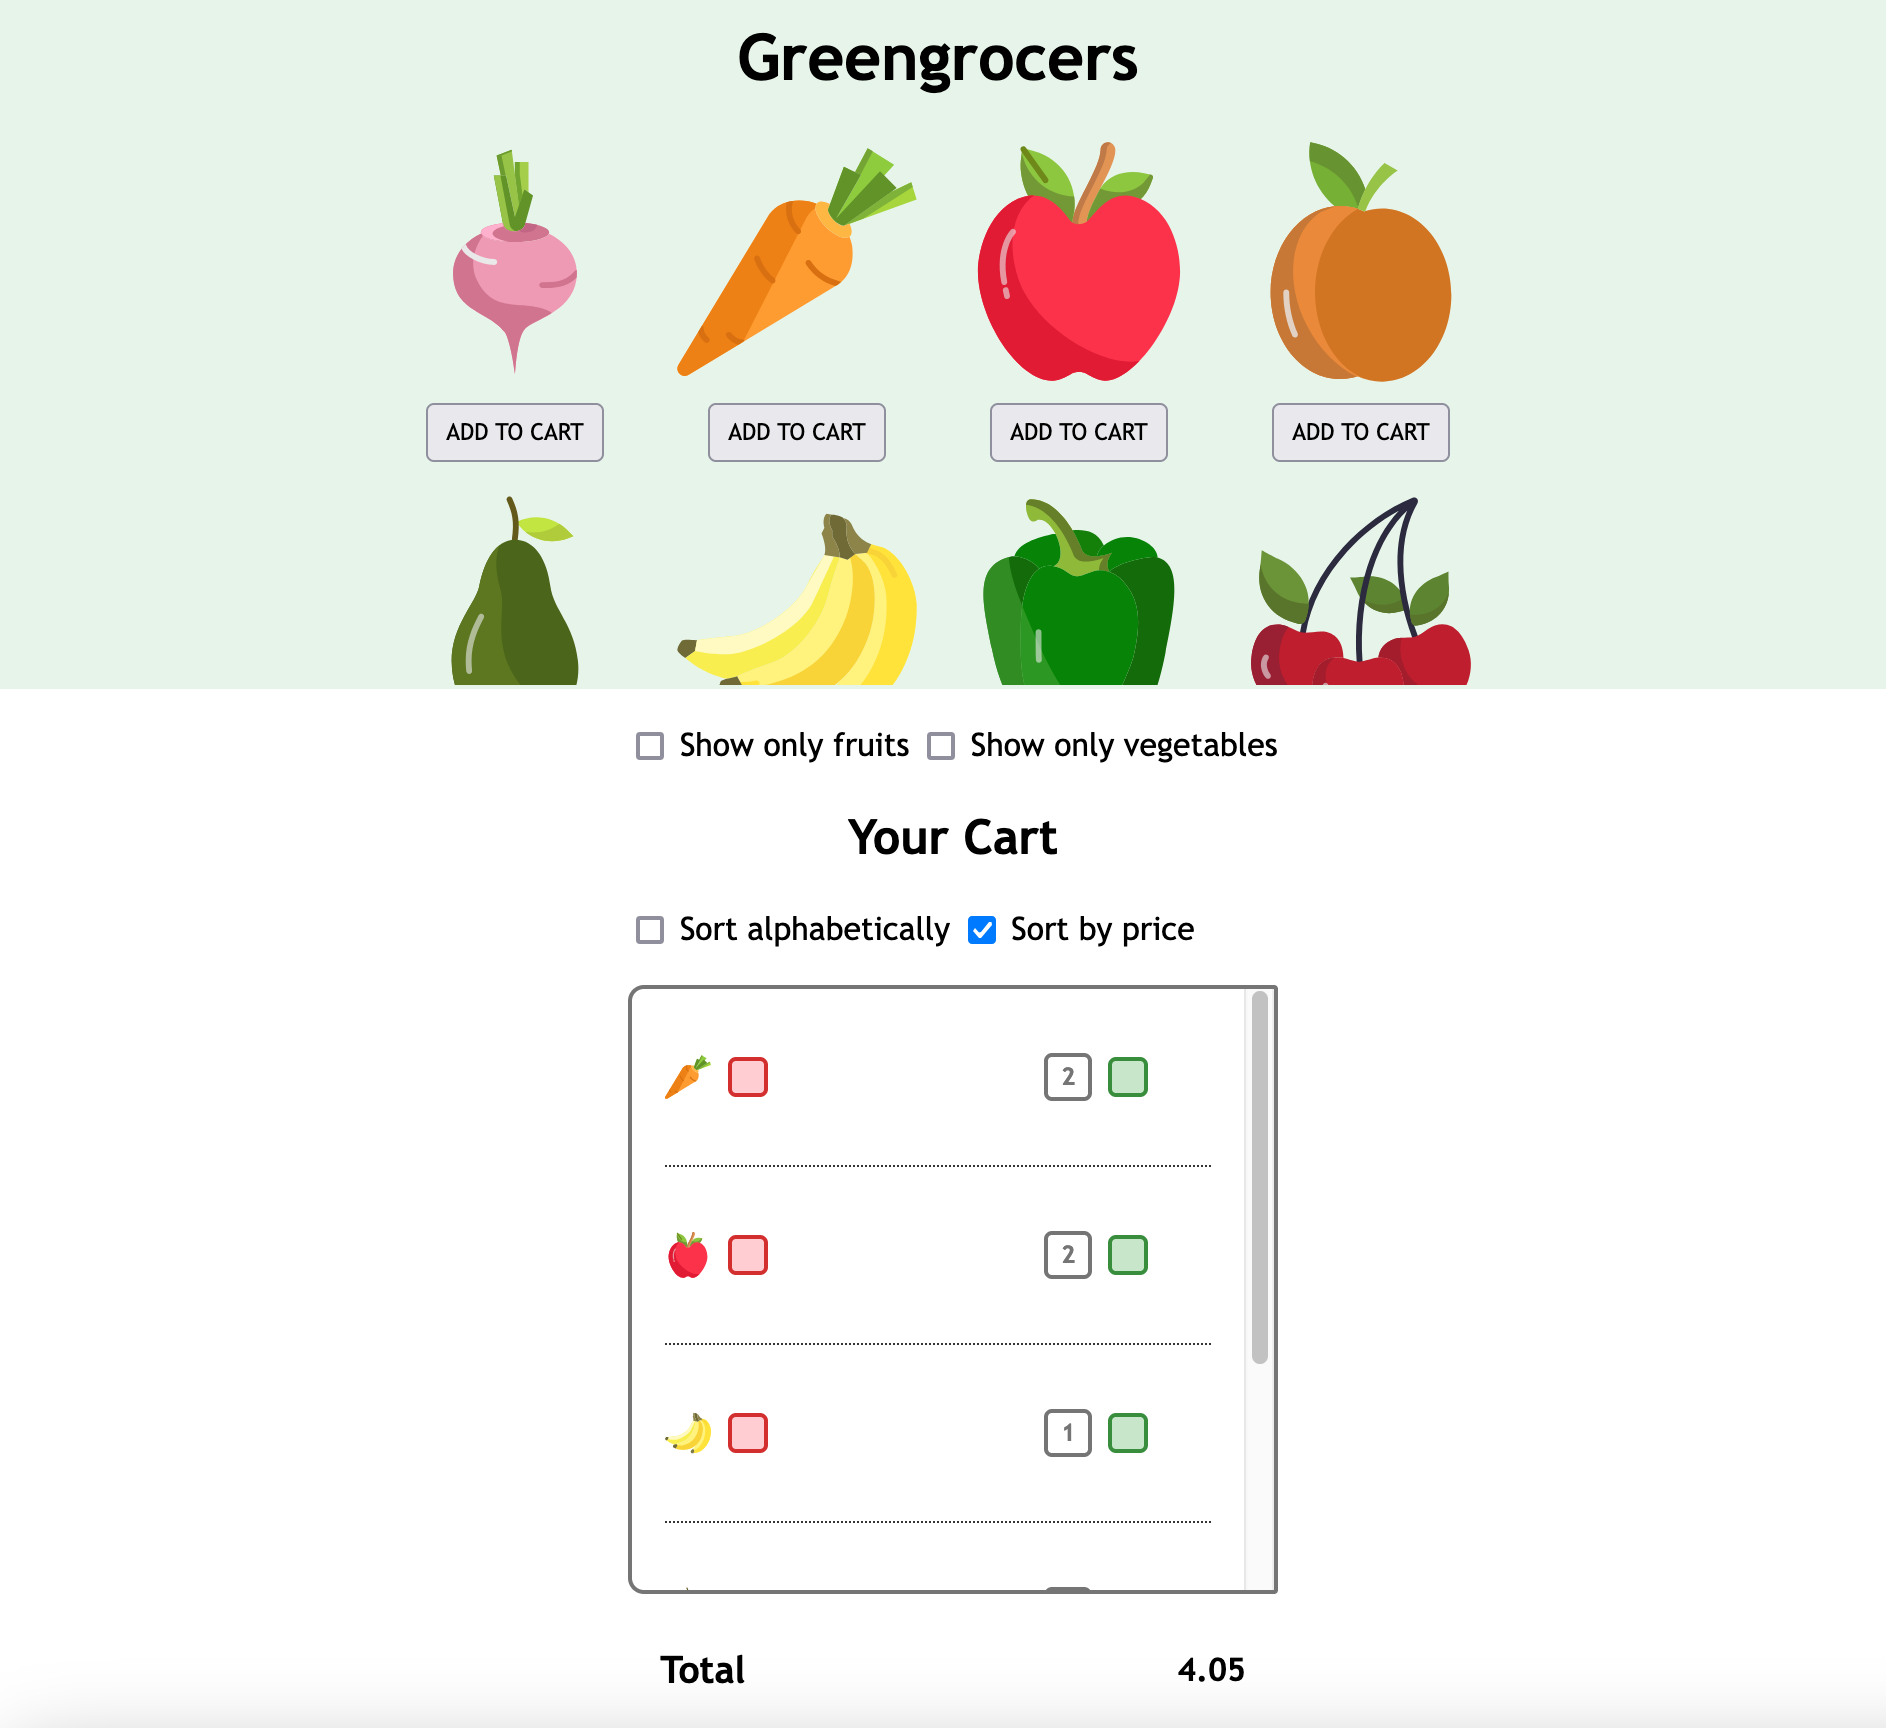 Greengrocers
ADD TO CART ADD TO CART ADD TO CART ADD TO CART
Show only fruits Show only vegetables
Your Cart
Sort alphabetically Sort by price
2
2
1
Total 4.05